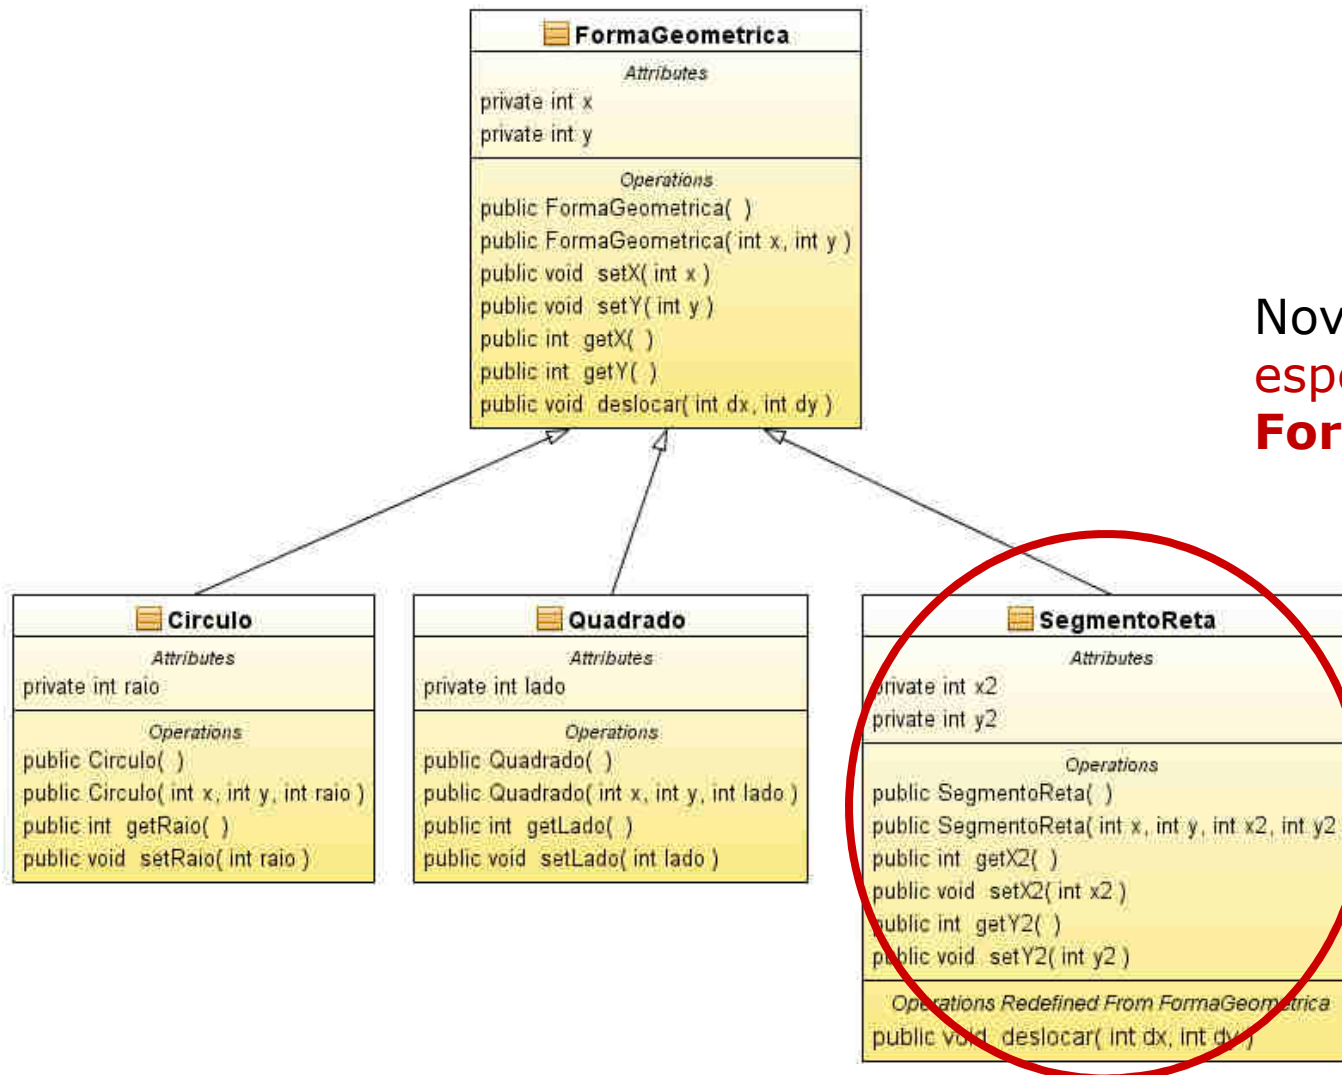 FormaGeometrica
Attributes
private int x
private int y
Operations
public FormaGeometrica( )
public FormaGeometrica( int x, int y )
public void setX( int x )
public void setY( int y )
public int getX( )
public int getY( )
public void deslocar( int dx, int dy )
Nov
esp
For
Circulo
Attributes
private int raio
Operations
public Circulo( )
public Circulo( int x, int y, int raio )
public int getRaio( )
public void setRaio( int raio )
Quadrado
Attributes
private int lado
Operations
public Quadrado( )
public Quadrado( int x, int y, int lado )
public int getLado( )
public void setLado( int lado )
SegmentoReta
Attributes
private int x2
private int y2
Operations
public SegmentoReta( )
public SegmentoReta( int x, int y, int x2, int y2
public int getX2( )
public void setX2( int x2 )
public int getY2( )
public void setY2( int y2 )
Operations Redefined From FormaGeometrica
public void deslocar( int dx, int dy )